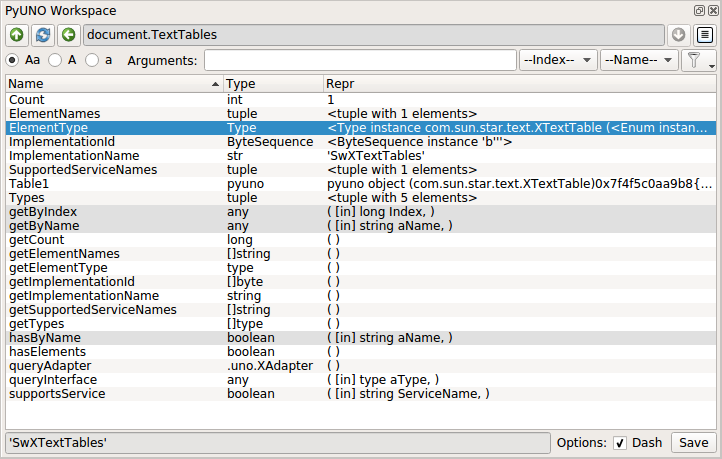 PyUNO Workspace
document.TextTables
Aa A a Arguments: --Index-- --Name--
Name Type Repr
Count int 1
ElementNames tuple <tuple with 1 elements>
ElementType Type <Type instance com.sun.star.text.XTextTable (<Enum instan...
ImplementationId ByteSequence <ByteSequence instance 'b'''>
ImplementationName str 'SwXTextTables'
SupportedServiceNames tuple <tuple with 1 elements>
Table1 pyuno pyuno object (com.sun.star.text.XTextTable)0x7f4f5c0aa9b8{...
Types tuple <tuple with 5 elements>
getByIndex any ( [in] long Index, )
getByName any ( [in] string aName, )
getCount long ( )
getElementNames []string ( )
getElementType type ( )
getImplementationId []byte ( )
getImplementationName string ( )
getSupportedServiceNames []string ( )
getTypes []type ( )
hasByName boolean ( [in] string aName, )
hasElements boolean ( )
queryAdapter .uno.XAdapter ( )
queryInterface any ( [in] type aType, )
supportsService boolean ( [in] string ServiceName, )
'SwXTextTables' Options: Dash Save